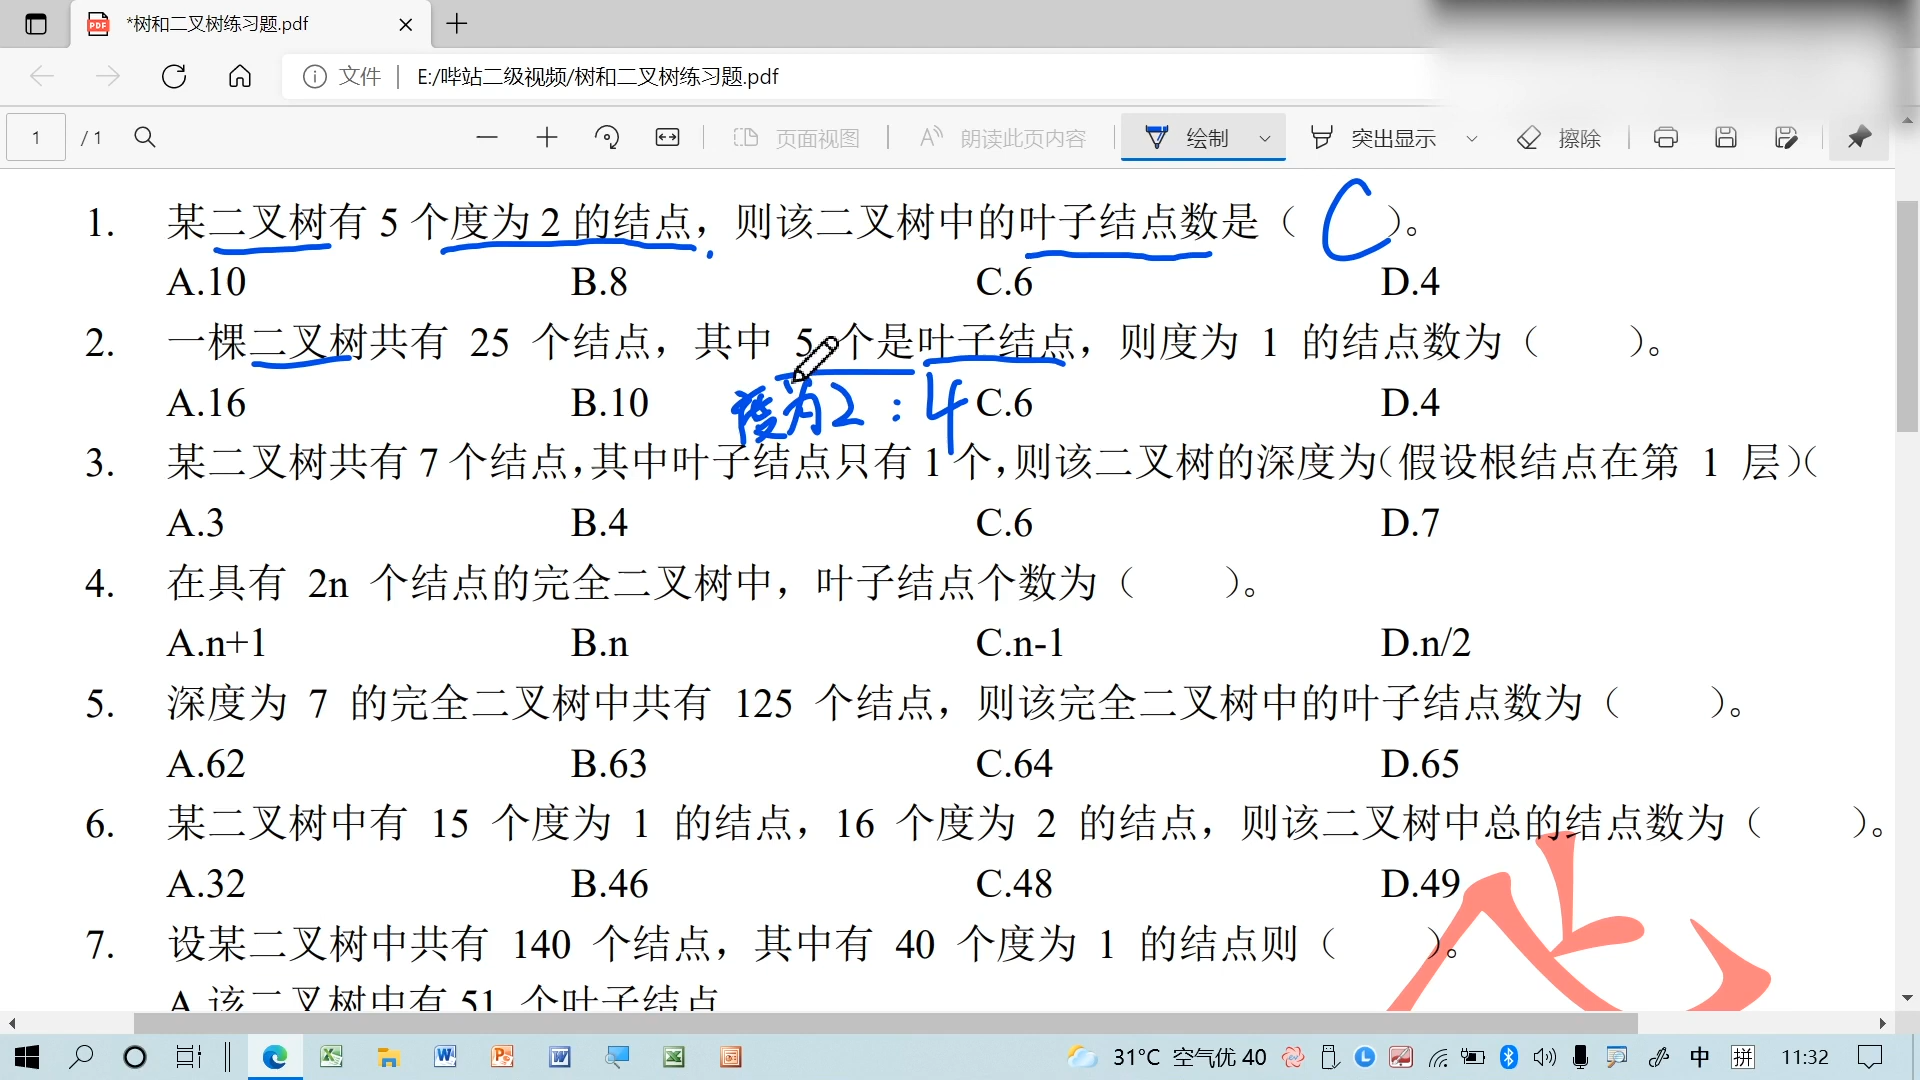 *树和二叉树练习题.pdf
文件 E:/哔站二级视频/树和二叉树练习题.pdf
1 / 1 页面视图 朗读此页内容 绘制 突出显示 擦除
1. 某二叉树有 5 个度为 2 的结点，则该二叉树中的叶子结点数是（ C ）。
A.10 B.8 C.6 D.4
2. 一棵二叉树共有 25 个结点，其中 5 个是叶子结点，则度为 1 的结点数为（ ）。
A.16 B.10 C.6 D.4
度为2：4
3. 某二叉树共有 7 个结点，其中叶子结点只有 1 个，则该二叉树的深度为（假设根结点在第 1 层）（
A.3 B.4 C.6 D.7
4. 在具有 2n 个结点的完全二叉树中，叶子结点个数为（ ）。
A.n+1 B.n C.n-1 D.n/2
5. 深度为 7 的完全二叉树中共有 125 个结点，则该完全二叉树中的叶子结点数为（ ）。
A.62 B.63 C.64 D.65
6. 某二叉树中有 15 个度为 1 的结点，16 个度为 2 的结点，则该二叉树中总的结点数为（ ）。
A.32 B.46 C.48 D.49
7. 设某二叉树中共有 140 个结点，其中有 40 个度为 1 的结点则（ ）。
A.该二叉树中有 51 个叶子结点
31°C 空气优 40 中 拼 11:32